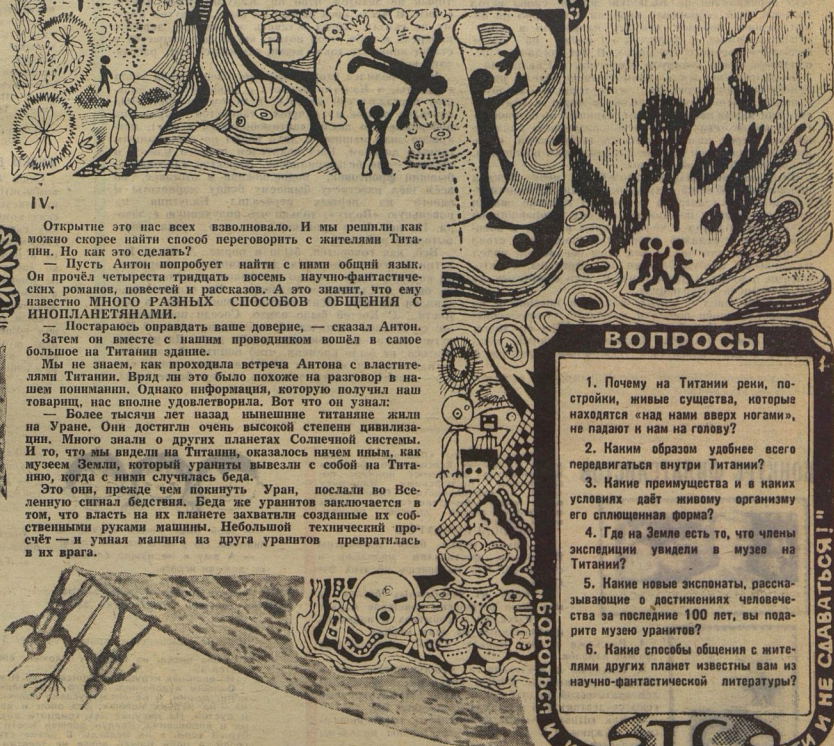 IV.
Открытие это нас всех взволновало. И мы решили как
можно скорее найти способ переговорить с жителями Тита-
нии. Но как это сделать?
— Пусть Антон попробует найти с ними общий язык.
Он прочёл четыреста тридцать восемь научно-фантастиче-
ских романов, повестей и рассказов. А это значит, что ему
известно МНОГО РАЗНЫХ СПОСОБОВ ОБЩЕНИЯ С
ИНОПЛАНЕТЯНАМИ.
— Постараюсь оправдать ваше доверие, — сказал Антон.
Затем он вместе с нашим проводником вошёл в самое
большое на Титании здание.
Мы не знаем, как проходила встреча Антона с властите-
лями Титании. Вряд ли это было похоже на разговор в на-
шем понимании. Однако информация, которую получил наш
товарищ, нас вполне удовлетворила. Вот что он узнал:
— Более тысячи лет назад нынешние титаняне жили
на Уране. Они достигли очень высокой степени цивилиза-
ции. Много знали о других планетах Солнечной системы.
И то, что мы видели на Титании, оказалось ничем иным, как
музеем Земли, который ураниты вывезли с собой на Тита-
нию, когда с ними случилась беда.
Это они, прежде чем покинуть Уран, послали во Все-
ленную сигнал бедствия. Беда же уранитов заключается в
том, что власть на их планете захватили созданные их соб-
ственными руками машины. Небольшой технический про-
счёт — и умная машина из друга уранитов превратилась
в их врага.
ВОПРОСЫ
1. Почему на Титании реки, по-
стройки, живые существа, которые
находятся «над нами вверх ногами»,
не падают к нам на голову?
2. Каким образом удобнее всего
передвигаться внутри Титании?
3. Какие преимущества и в каких
условиях даёт живому организму
его сплющенная форма?
4. Где на Земле есть то, что члены
экспедиции увидели в музее на
Титании?
5. Какие новые экспонаты, расска-
зывающие о достижениях человече-
ства за последние 100 лет, вы пода-
рите музею уранитов?
6. Какие способы общения с жите-
лями других планет известны вам из
научно-фантастической литературы?
"БОРОТЬСЯ И
И НЕ СДАВАТЬСЯ!"